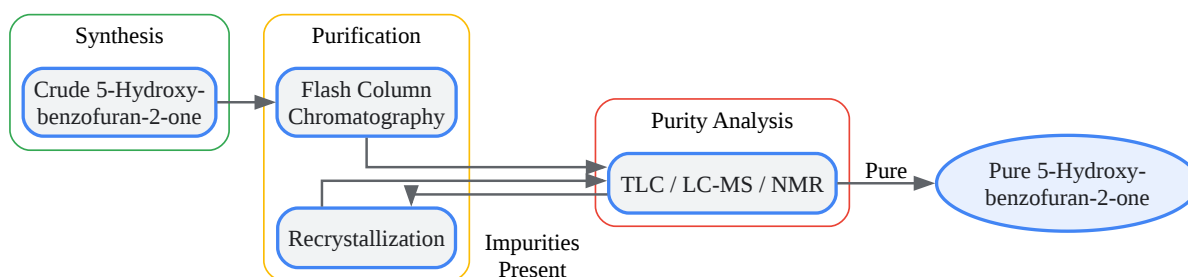 Synthesis
Crude 5-Hydroxy-
benzofuran-2-one
Purification
Flash Column
Chromatography
Recrystallization
Impurities
Present
Purity Analysis
TLC / LC-MS / NMR
Pure
Pure 5-Hydroxy-
benzofuran-2-one